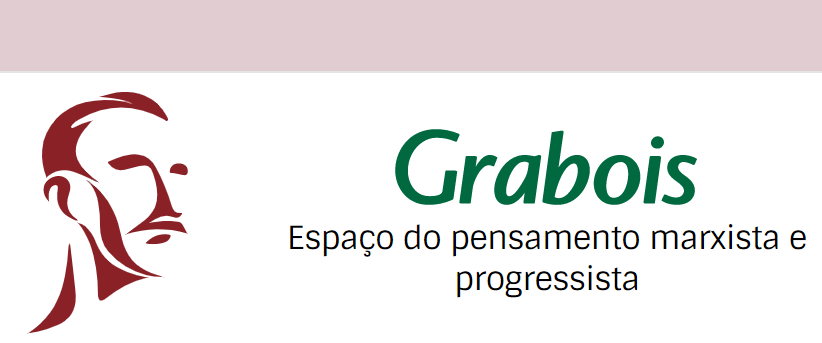 Grabois
Espaço do pensamento marxista e
progressista